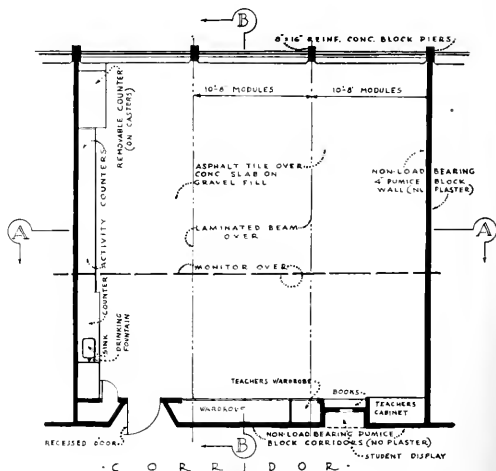 B
8"x16" REINF. CONC. BLOCK PIERS
10'-8" MODULES
10'-8" MODULES
REMOVABLE COUNTER
(ON CASTERS)
ASPHALT TILE OVER
CONC. SLAB ON
GRAVEL FILL
NON-LOAD BEARING
4" PUMICE BLOCK
WALL (NO PLASTER)
ACTIVITY COUNTERS
A
A
LAMINATED BEAM
OVER
MONITOR OVER
COUNTER
SINK
DRINKING
FOUNTAIN
TEACHERS WARDROBE
BOOKS
WARDROBE
TEACHERS
CABINET
RECESSED DOOR
B
NON-LOAD BEARING PUMICE
BLOCK CORRIDORS (NO PLASTER)
STUDENT DISPLAY
· C O R R I D O R ·